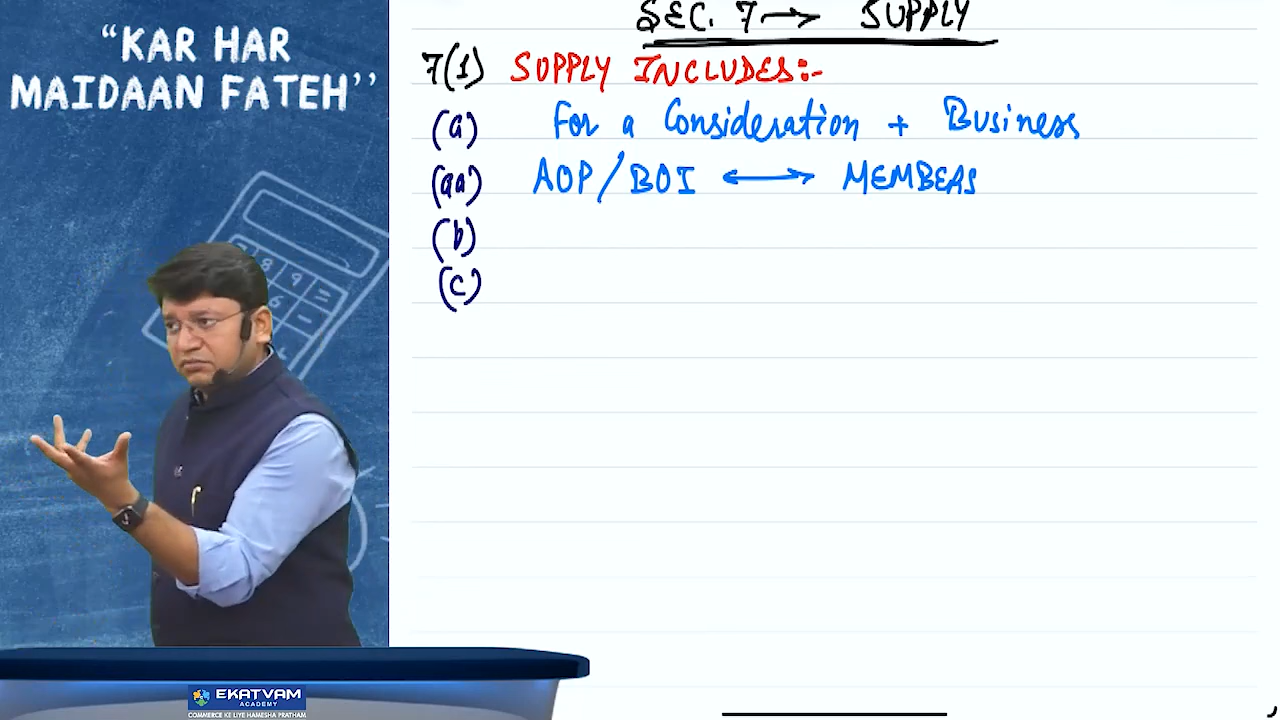 “KAR HAR
MAIDAAN FATEH’’
SEC. 7 → SUPPLY
7(1) SUPPLY INCLUDES:-
(a) For a Consideration + Business
(aa) AOP/BOI ⟷ MEMBERS
(b)
(c)
EKATVAM
ACADEMY
COMMERCE KE LIYE HAMESHA PRATHAM